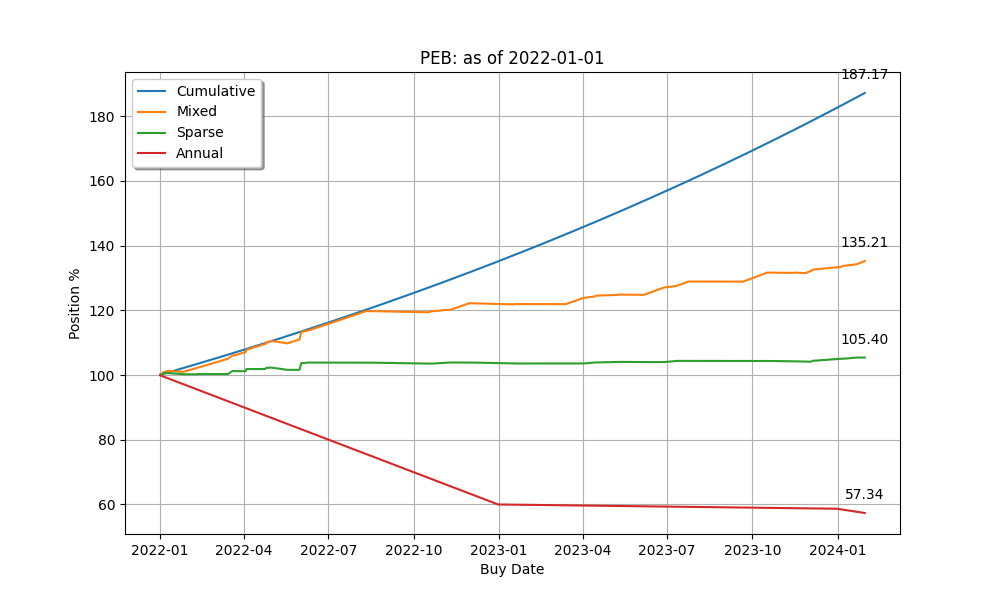 PEB: as of 2022-01-01
187.17
Cumulative
Mixed
Sparse
Annual
135.21
105.40
57.34
180
160
140
120
100
80
60
Position %
2022-01 2022-04 2022-07 2022-10 2023-01 2023-04 2023-07 2023-10 2024-01
Buy Date